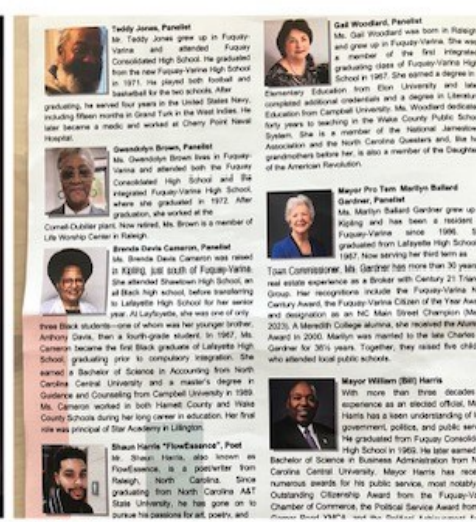 Teddy Jones, Panelist
Mr. Teddy Jones grew up in Fuquay-
Varina and attended Fuquay
Consolidated High School. He graduated
from the new Fuquay-Varina High School
in 1971. He played both football and
basketball for the two schools. After
graduating, he served four years in the United States Navy,
including fifteen months in Grand Turk in the West Indies. He
later became a medic and worked at Cherry Point Naval
Hospital.
Gwendolyn Brown, Panelist
Ms. Gwendolyn Brown lives in Fuquay-
Varina and attended both the Fuquay
Consolidated High School and the
integrated Fuquay-Varina High School,
where she graduated in 1972. After
graduation, she worked at the
Cornell-Dubilier plant. Now retired, Ms. Brown is a member of
Life Worship Center in Raleigh.
Brenda Davis Cameron, Panelist
Ms. Brenda Davis Cameron was raised
in Kipling, just south of Fuquay-Varina.
She attended Shawtown High School, an
all Black high school, before transferring
to Lafayette High School for her senior
year. At Layfayette, she was one of only
three Black students—one of whom was her younger brother,
Anthony Davis, then a fourth-grade student. In 1967, Ms.
Cameron became the first Black graduate of Lafayette High
School, graduating prior to compulsory integration. She
earned a Bachelor of Science in Accounting from North
Carolina Central University and a master's degree in
Guidance and Counseling from Campbell University in 1989.
Ms. Cameron worked in both Harnett County and Wake
County Schools during her long career in education. Her final
role was principal of Star Academy in Lillington.
Shaun Harris "FlowEssence", Poet
Mr. Shaun Harris, also known as
FlowEssence, is a poet/writer from
Raleigh, North Carolina. Since
graduating from North Carolina A&T
State University, he has gone on to
pursue his passion for art, poetry, and
Gail Woodlard, Panelist
Ms. Gail Woodlard was born in Raleigh
and grew up in Fuquay-Varina. She was
a member of the first integrated
graduating class of Fuquay-Varina High
School in 1967. She earned a degree in
Elementary Education from Elon University and later
completed additional credentials and a degree in Literature
Education from Campbell University. Ms. Woodlard dedicated
forty years to teaching in the Wake County Public School
System. She is a member of the National Jamestown
Association and the North Carolina Questers and, like her
grandmothers before her, is also a member of the Daughters
of the American Revolution.
Mayor Pro Tem Marilyn Ballard
Gardner, Panelist
Ms. Marilyn Ballard Gardner grew up
Kipling and has been a resident
Fuquay-Varina since 1986. S
graduated from Lafayette High School
1967. Now serving her third term as
Town Commissioner, Ms. Gardner has more than 30 years
real estate experience as a Broker with Century 21 Trian
Group. Her recognitions include the Fuquay-Varina N
Century Award, the Fuquay-Varina Citizen of the Year Awa
and designation as an NC Main Street Champion (Ma
2023). A Meredith College alumna, she received the Alum
Award in 2000. Marilyn was married to the late Charles
Gardner for 36½ years. Together, they raised five child
who attended local public schools.
Mayor William (Bill) Harris
With more than three decades
experience as an elected official, M
Harris has a keen understanding of
government, politics, and public serv
He graduated from Fuquay Consolid
High School in 1969. He later earned
Bachelor of Science in Business Administration from N
Carolina Central University. Mayor Harris has rece
numerous awards for his public service, most notably
Outstanding Citizenship Award from the Fuquay-
Chamber of Commerce, the Political Service Award from